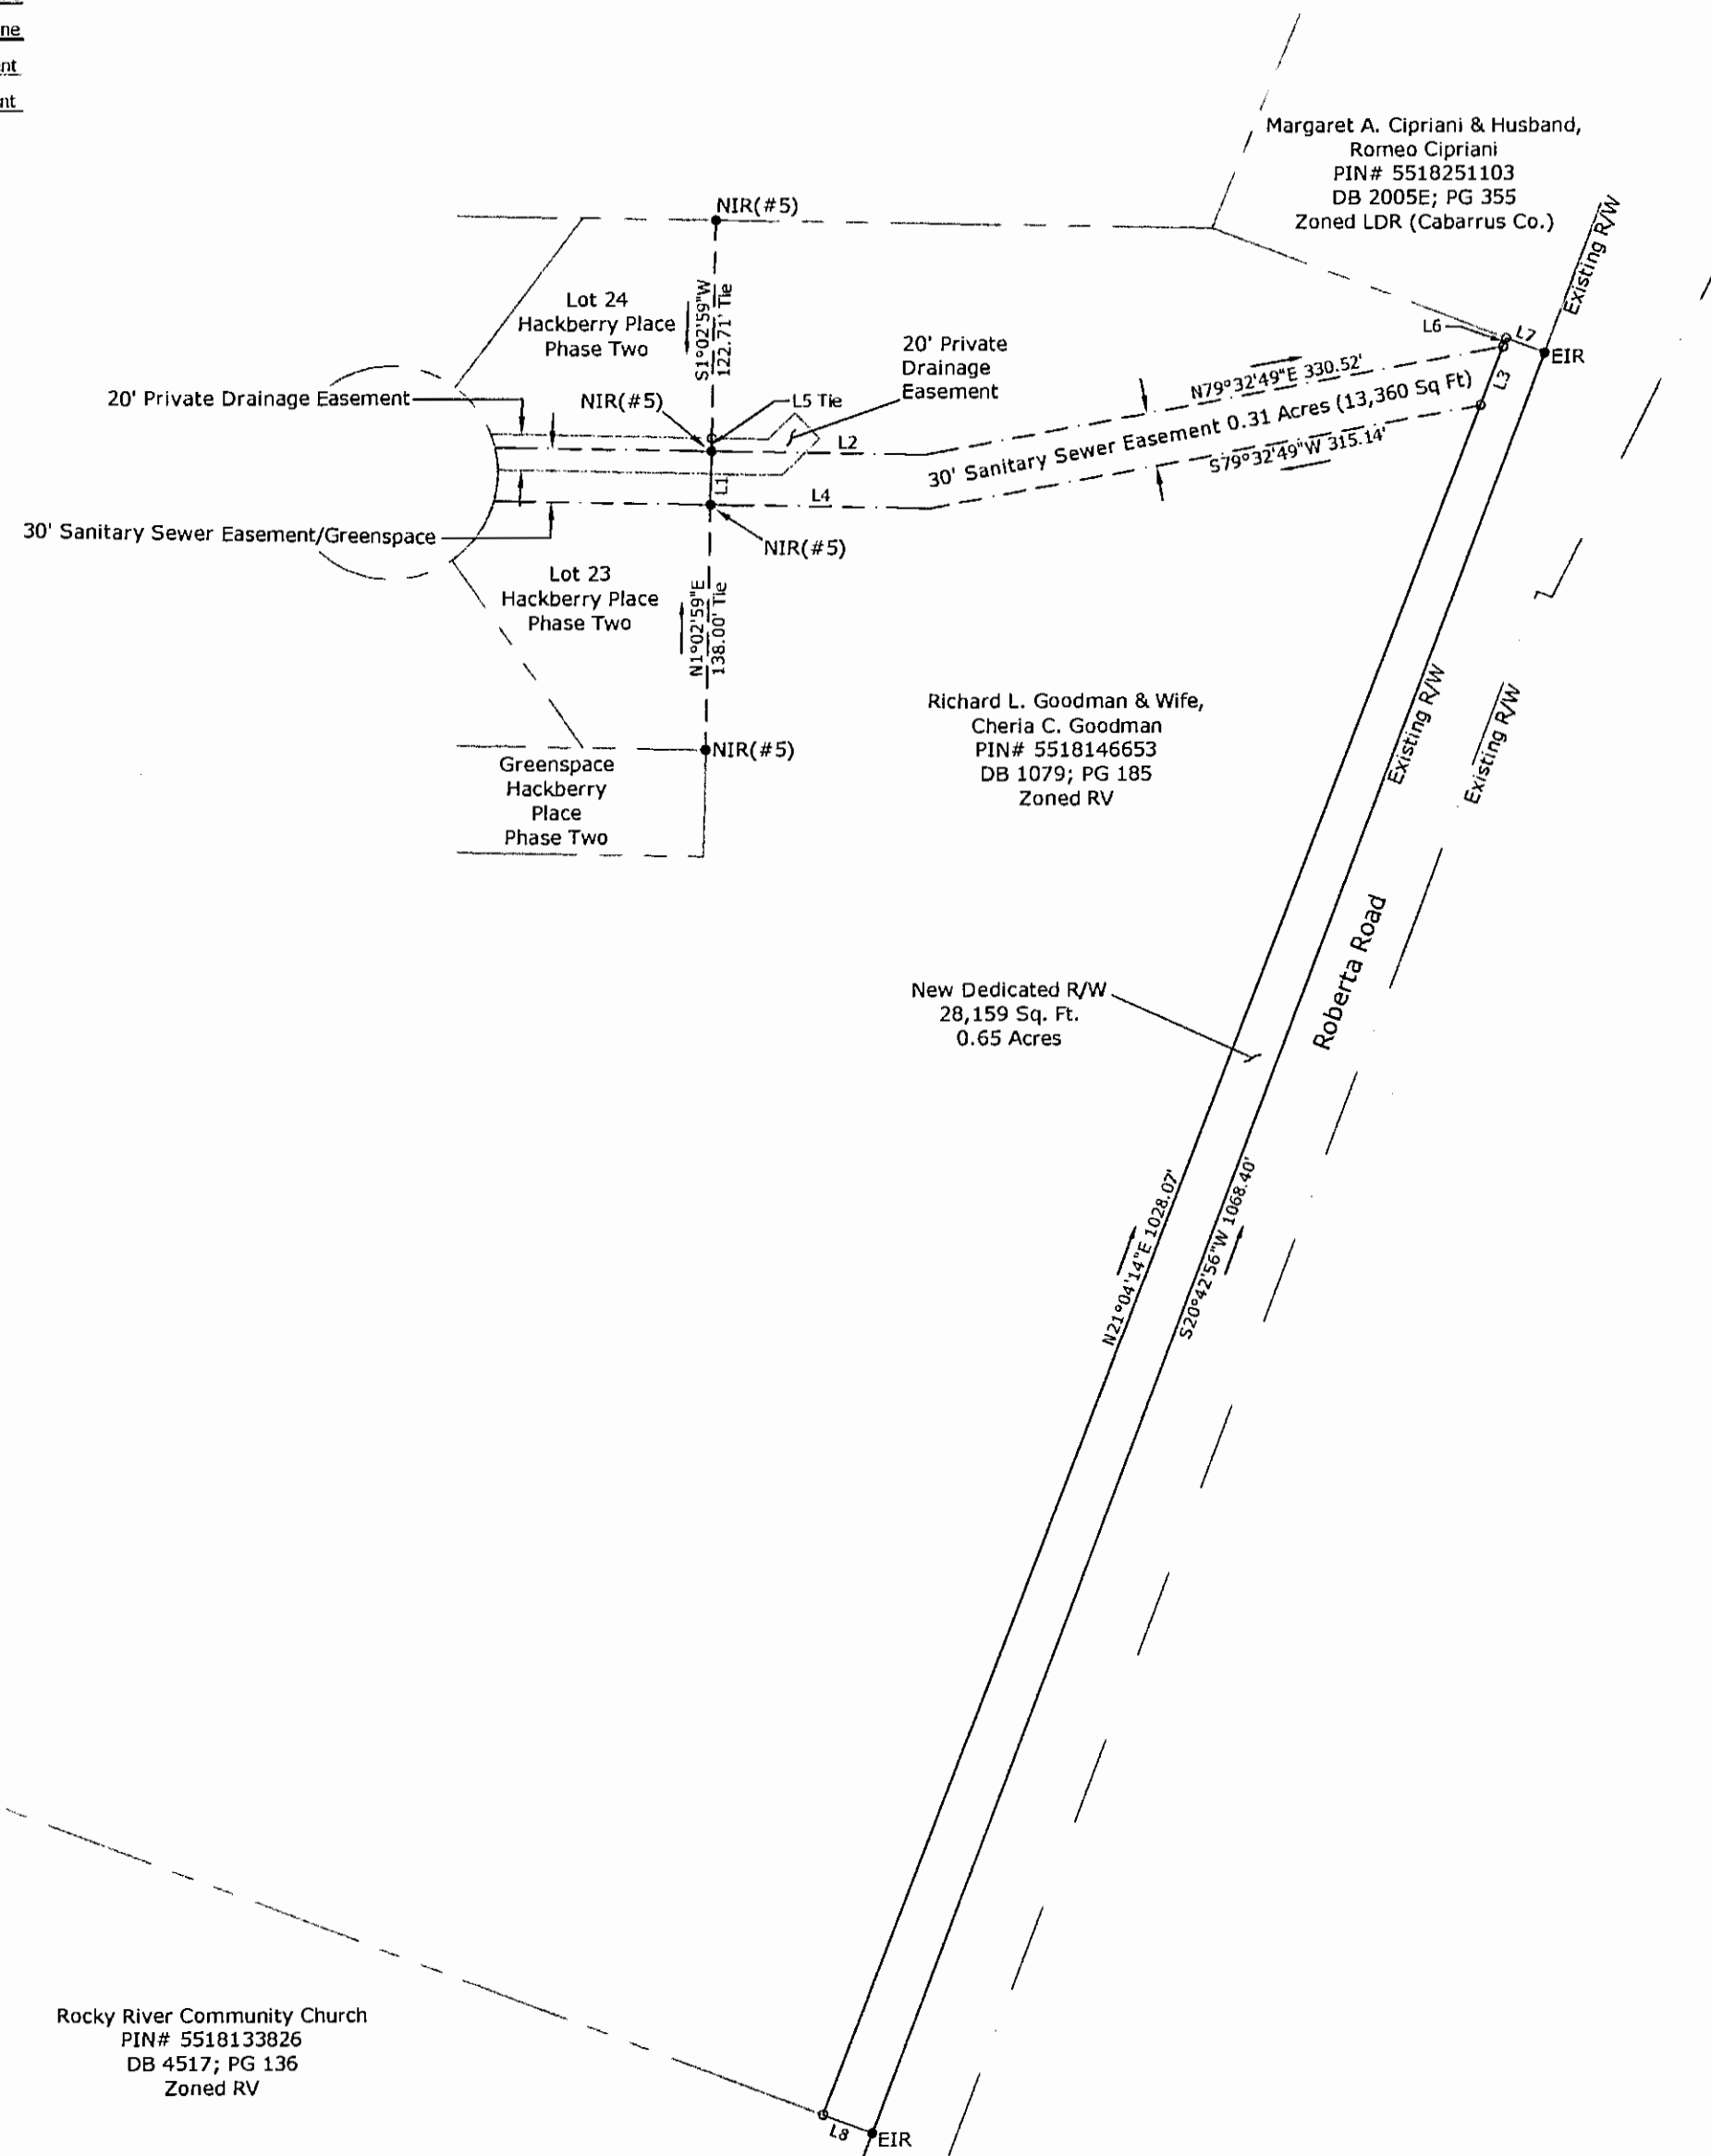 ne
nt
nt
Margaret A. Cipriani & Husband,
Romeo Cipriani
PIN# 5518251103
DB 2005E; PG 355
Zoned LDR (Cabarrus Co.)
Existing R/W
NIR(#5)
Lot 24
Hackberry Place
Phase Two
S1°02'59"W
122.71' Tie
20' Private
Drainage
Easement
L6
L7
EIR
L3
N79°32'49"E 330.52'
30' Sanitary Sewer Easement 0.31 Acres (13,360 Sq Ft)
S79°32'49"W 315.14'
20' Private Drainage Easement
NIR(#5)
L5 Tie
L2
L1
L4
30' Sanitary Sewer Easement/Greenspace
NIR(#5)
Lot 23
Hackberry Place
Phase Two
N1°02'59"E
138.00' Tie
Richard L. Goodman & Wife,
Cheria C. Goodman
PIN# 5518146653
DB 1079; PG 185
Zoned RV
Existing R/W
Existing R/W
NIR(#5)
Greenspace
Hackberry
Place
Phase Two
Roberta Road
New Dedicated R/W
28,159 Sq. Ft.
0.65 Acres
N21°04'14"E 1028.07'
S20°42'56"W 1068.40'
Rocky River Community Church
PIN# 5518133826
DB 4517; PG 136
Zoned RV
L8
EIR